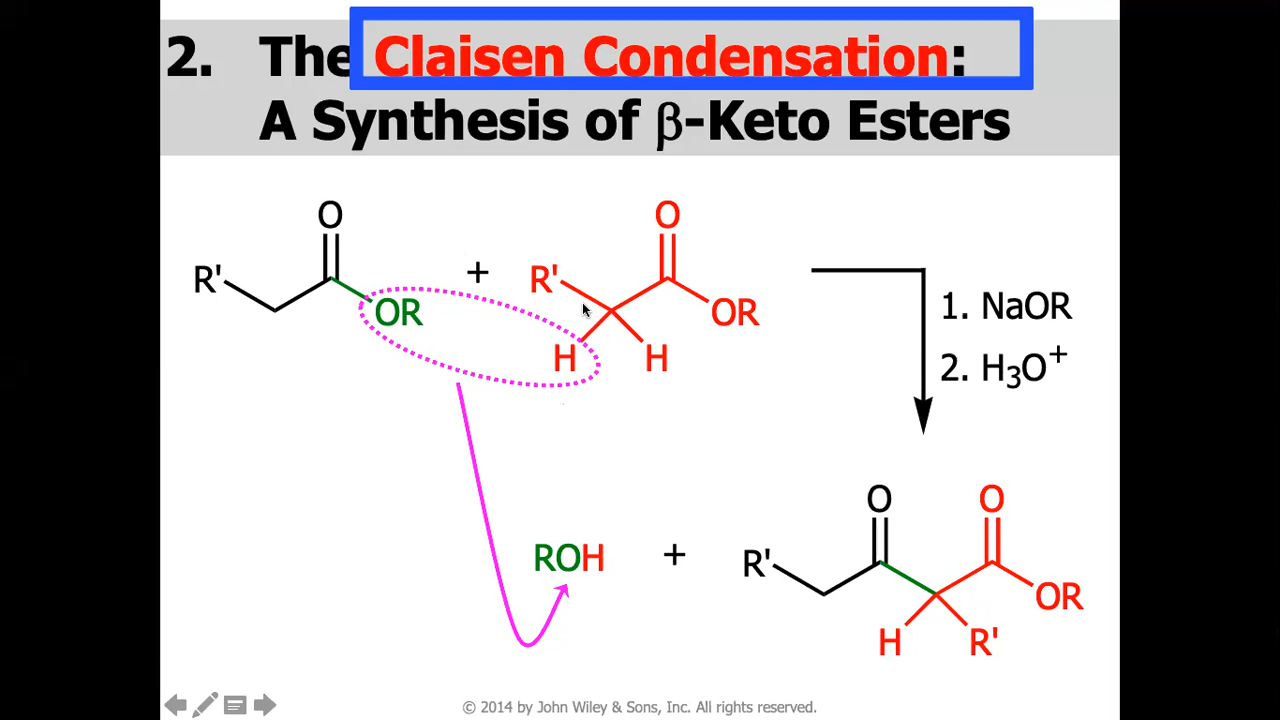 2. The Claisen Condensation:
A Synthesis of β-Keto Esters
O O
R' + R'
OR OR
H H
1. NaOR
2. H₃O⁺
O O
ROH + R'
OR
H R'
© 2014 by John Wiley & Sons, Inc. All rights reserved.